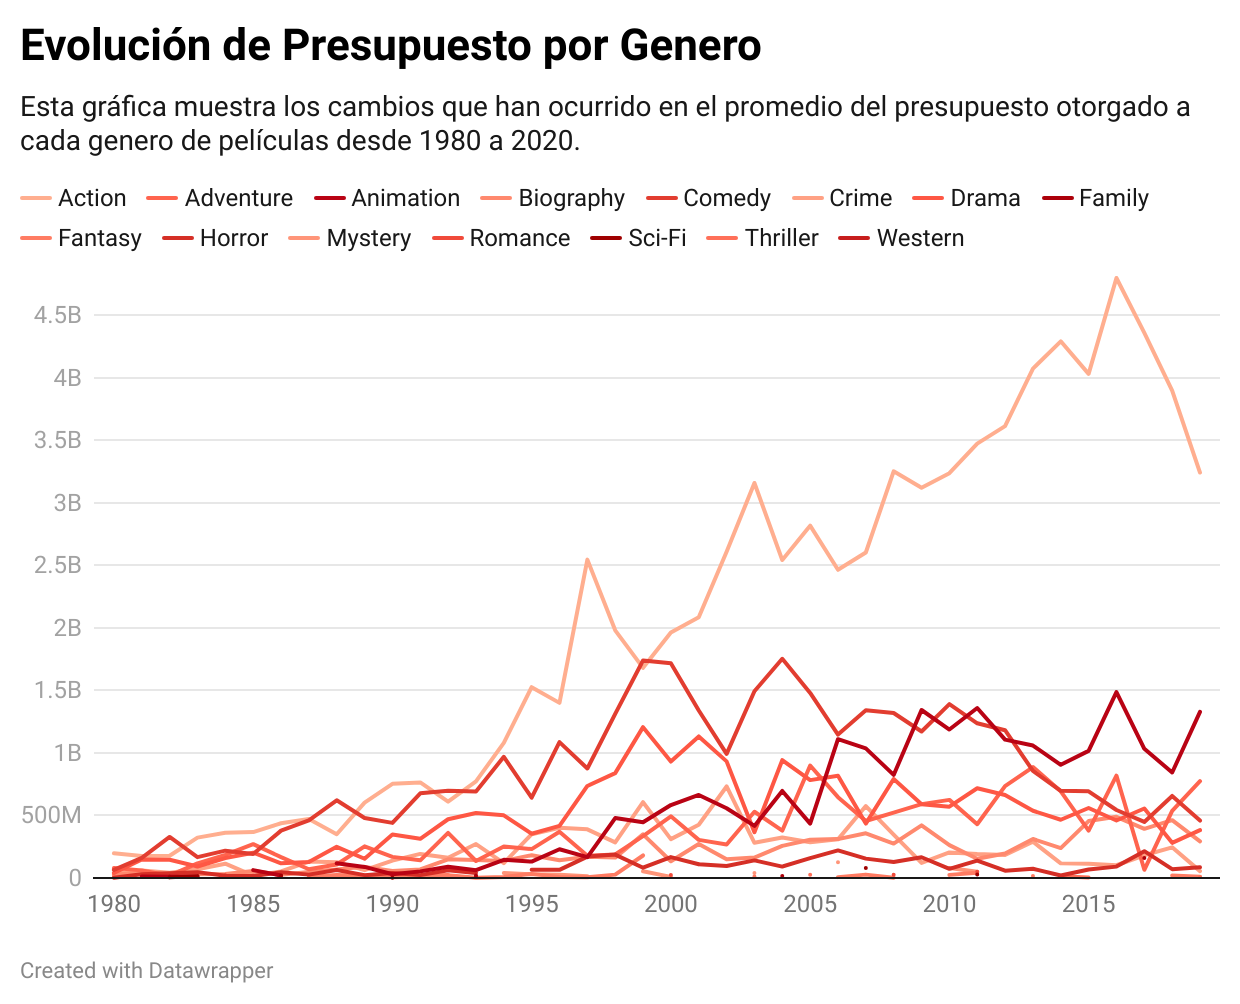 Evolución de Presupuesto por Genero
Esta gráfica muestra los cambios que han ocurrido en el promedio del presupuesto otorgado a
cada genero de películas desde 1980 a 2020.
Action Adventure Animation Biography Comedy Crime Drama Family
Fantasy Horror Mystery Romance Sci-Fi Thriller Western
4.5B
4B
3.5B
3B
2.5B
2B
1.5B
1B
500M
0
1980 1985 1990 1995 2000 2005 2010 2015
Created with Datawrapper